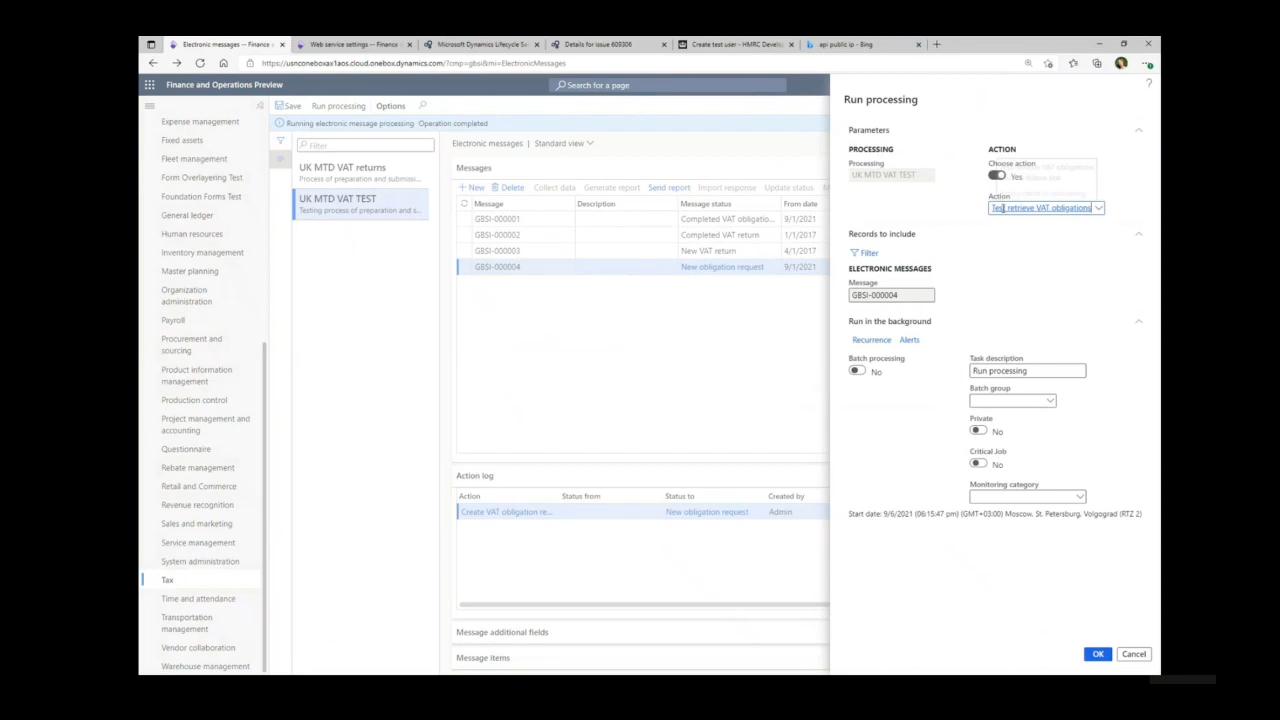 Electronic messages -- Finance
Web service settings -- Finance
Microsoft Dynamics Lifecycle Se
Details for issue 609306
Create test user - HMRC Develo
api public ip - Bing
https://usnconeboxax1aos.cloud.onebox.dynamics.com/?cmp=gbsi&mi=ElectronicMessages
Finance and Operations Preview
Search for a page
Expense management
Fixed assets
Fleet management
Form Overlayering Test
Foundation Forms Test
General ledger
Human resources
Inventory management
Master planning
Organization
administration
Payroll
Procurement and
sourcing
Product information
management
Production control
Project management and
accounting
Questionnaire
Rebate management
Retail and Commerce
Revenue recognition
Sales and marketing
Service management
System administration
Tax
Time and attendance
Transportation
management
Vendor collaboration
Warehouse management
Save Run processing Options
Running electronic message processing Operation completed
Filter
UK MTD VAT returns
Process of preparation and submissi...
UK MTD VAT TEST
Testing process of preparation and s...
Electronic messages | Standard view
Messages
New Delete Collect data Generate report Send report Import response Update status
Message Description Message status From date
GBSI-000001 Completed VAT obligatio... 9/1/2021
GBSI-000002 Completed VAT return 1/1/2017
GBSI-000003 New VAT return 4/1/2017
GBSI-000004 New obligation request 9/1/2021
Action log
Action Status from Status to Created by
Create VAT obligation re... New obligation request Admin
Message additional fields
Message items
?
Run processing
Parameters
PROCESSING
Processing
UK MTD VAT TEST
ACTION
Choose action
Yes
Action
Test retrieve VAT obligations
Records to include
Filter
ELECTRONIC MESSAGES
Message
GBSI-000004
Run in the background
Recurrence Alerts
Batch processing
No
Task description
Run processing
Batch group
Private
No
Critical Job
No
Monitoring category
Start date: 9/6/2021 (06:15:47 pm) (GMT+03:00) Moscow, St. Petersburg, Volgograd (RTZ 2)
OK Cancel